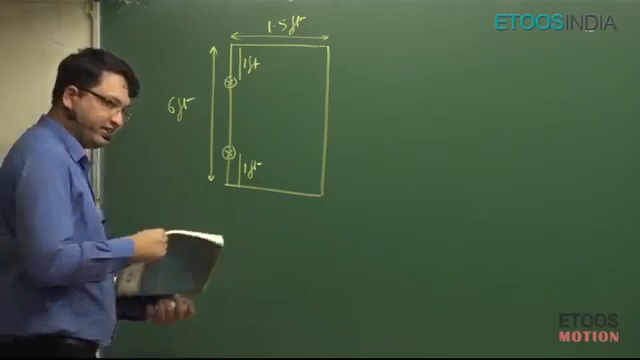 ETOOSINDIA
1.5 ft
1 ft
6 ft
1 ft
ETOOS
MOTION